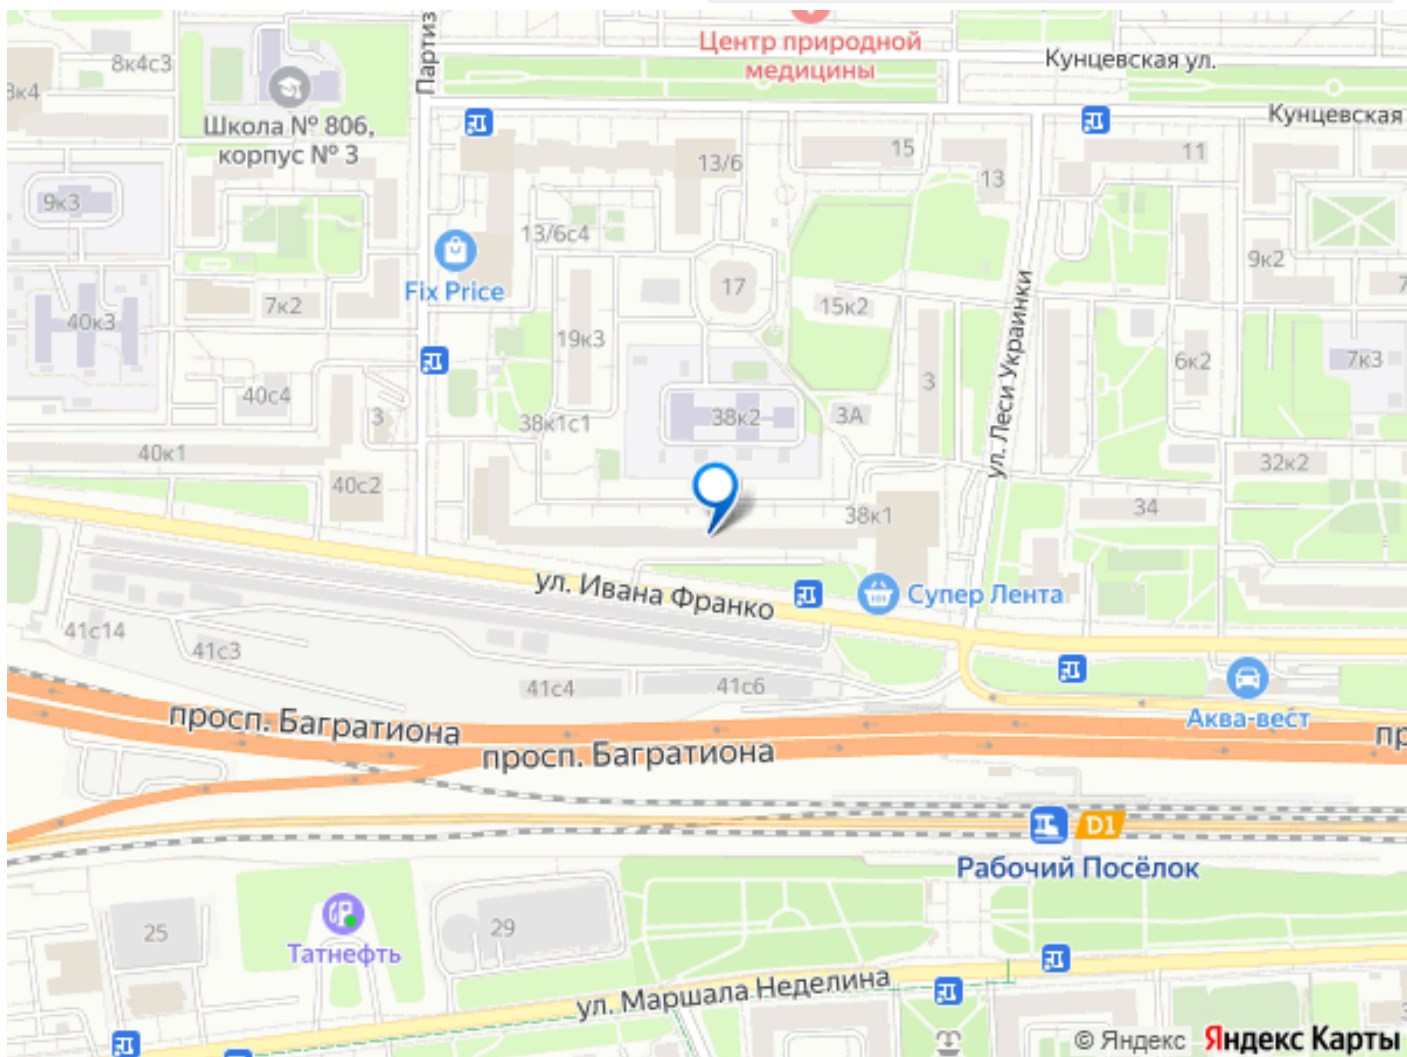 Центр природной
медицины
Кунцевская ул.
8к4с3
8к4
Партиз
Кунцевская
Школа № 806,
корпус № 3
13/6
15
11
13
9к3
13/6с4
9к2
Fix Price
17
7к2
15к2
7
40к3
19к3
ул. Леси Украинки
6к2
7к3
3
40с4
3
38к1с1
38к2
3А
40к1
32к2
40с2
38к1
34
ул. Ивана Франко
Супер Лента
41с14
41с3
41с4
41с6
Аква-вест
просп. Багратиона
просп. Багратиона
пр
D1
Рабочий Посёлок
25
29
Татнефть
ул. Маршала Неделина
3
© Яндекс Яндекс Карты